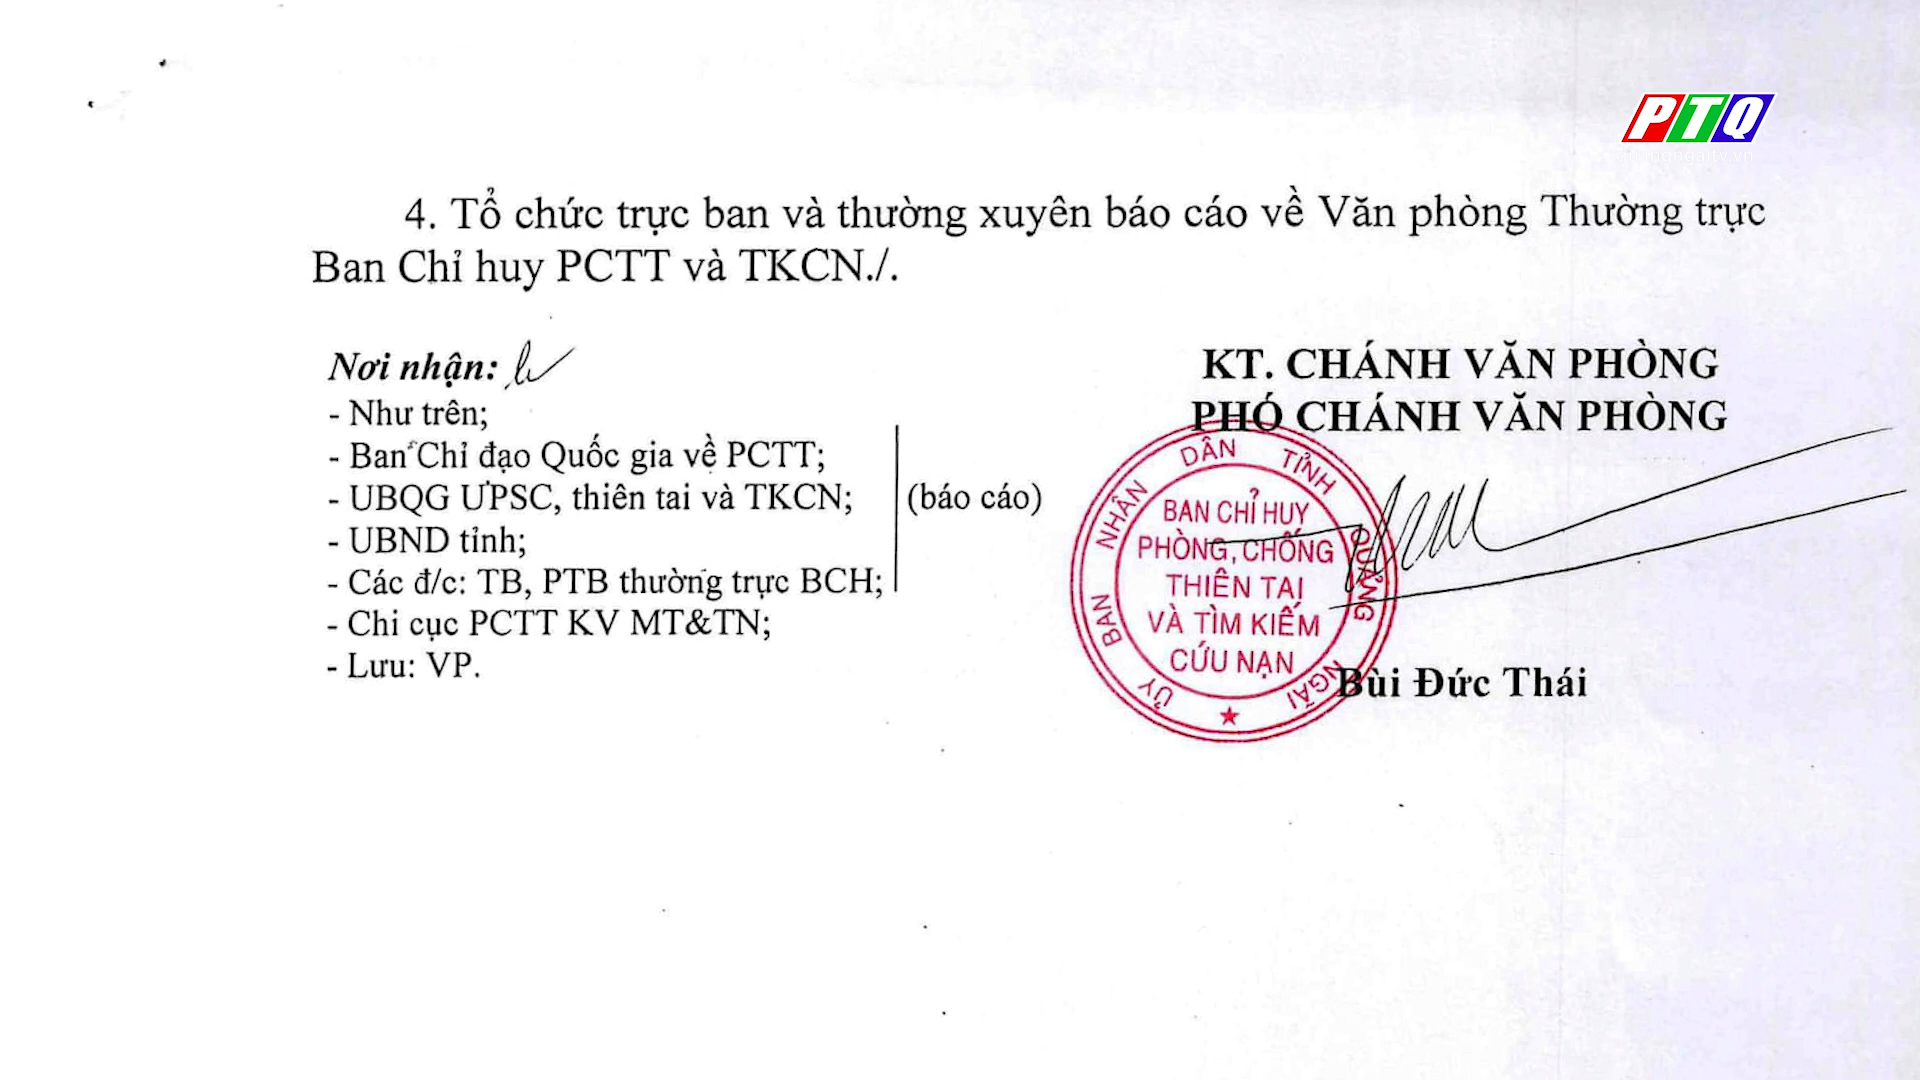 PTQ
4. Tổ chức trực ban và thường xuyên báo cáo về Văn phòng Thường trực
Ban Chỉ huy PCTT và TKCN./.
Nơi nhận:
- Như trên;
- Ban Chỉ đạo Quốc gia về PCTT;
- UBQG ƯPSC, thiên tai và TKCN;
- UBND tỉnh;
- Các đ/c: TB, PTB thường trực BCH;
(báo cáo)
- Chi cục PCTT KV MT&TN;
- Lưu: VP.
KT. CHÁNH VĂN PHÒNG
PHÓ CHÁNH VĂN PHÒNG
ỦY BAN NHÂN DÂN TỈNH QUẢNG NGÃI
BAN CHỈ HUY
PHÒNG, CHỐNG
THIÊN TAI
VÀ TÌM KIẾM
CỨU NẠN
Bùi Đức Thái